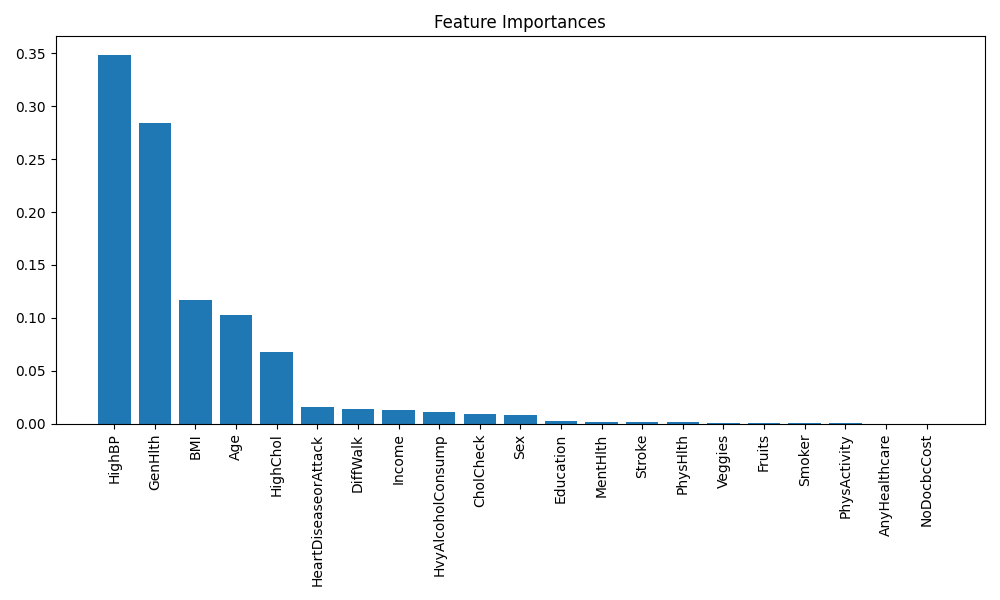 Feature Importances
0.35
0.30
0.25
0.20
0.15
0.10
0.05
0.00
HighBP
GenHlth
BMI
Age
HighChol
HeartDiseaseorAttack
DiffWalk
Income
HvyAlcoholConsump
CholCheck
Sex
Education
MentHlth
Stroke
PhysHlth
Veggies
Fruits
Smoker
PhysActivity
AnyHealthcare
NoDocbcCost